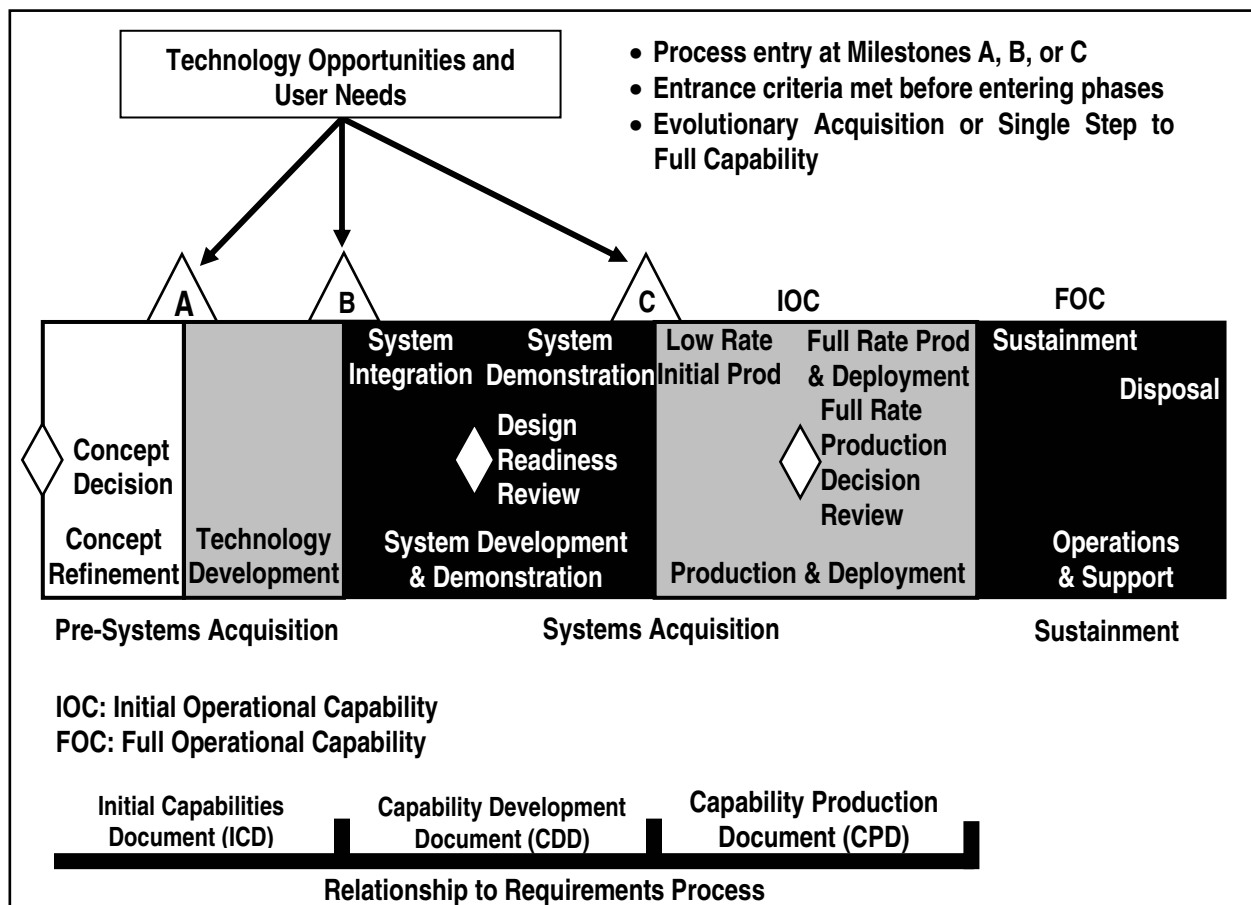 Technology Opportunities and
User Needs
• Process entry at Milestones A, B, or C
• Entrance criteria met before entering phases
• Evolutionary Acquisition or Single Step to
Full Capability
A
B
C
IOC
FOC
System
Integration
System
Demonstration
Low Rate
Initial Prod
Full Rate Prod
& Deployment
Sustainment
Disposal
Concept
Decision
Design
Readiness
Review
Full Rate
Production
Decision
Review
Concept
Refinement
Technology
Development
System Development
& Demonstration
Production & Deployment
Operations
& Support
Pre-Systems Acquisition
Systems Acquisition
Sustainment
IOC: Initial Operational Capability
FOC: Full Operational Capability
Initial Capabilities
Document (ICD)
Capability Development
Document (CDD)
Capability Production
Document (CPD)
Relationship to Requirements Process